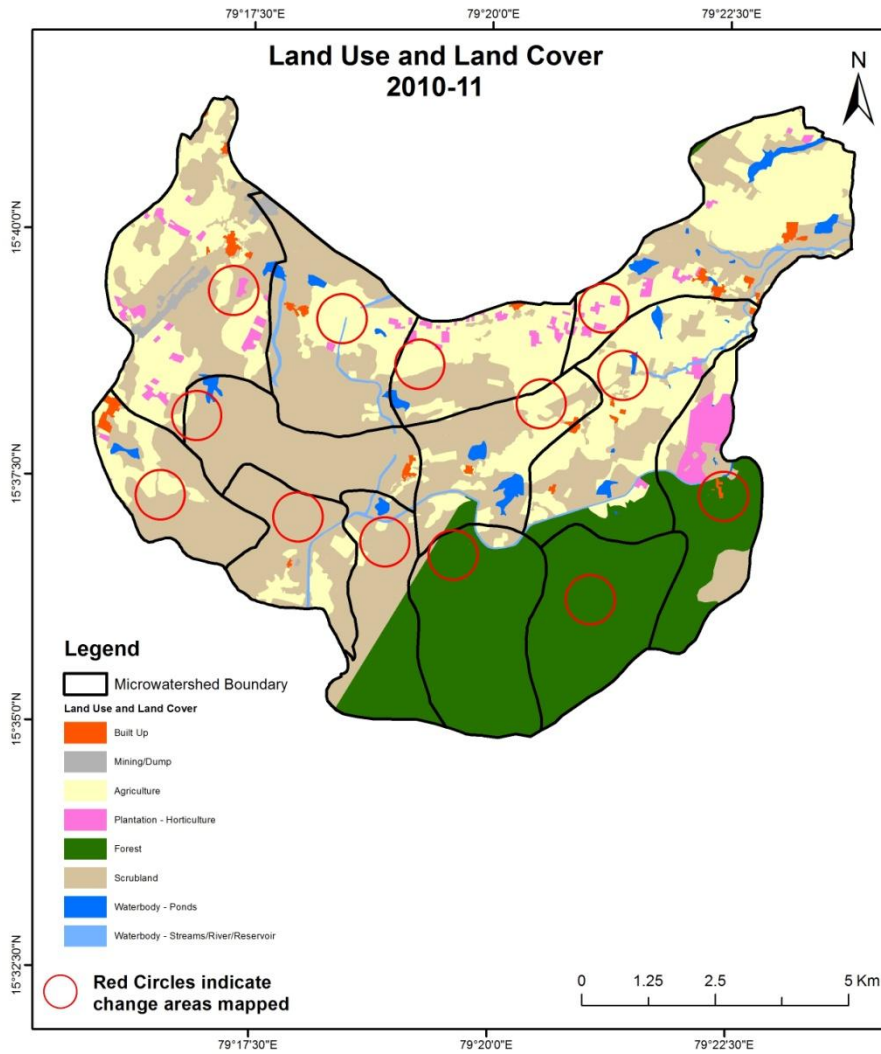 79°17'30"E 79°20'0"E 79°22'30"E
Land Use and Land Cover
2010-11
N
15°40'0"N
15°37'30"N
15°35'0"N
15°32'30"N
Legend
Microwatershed Boundary
Land Use and Land Cover
Built Up
Mining/Dump
Agriculture
Plantation - Horticulture
Forest
Scrubland
Waterbody - Ponds
Waterbody - Streams/River/Reservoir
Red Circles indicate
change areas mapped
0 1.25 2.5 5 Km
79°17'30"E 79°20'0"E 79°22'30"E